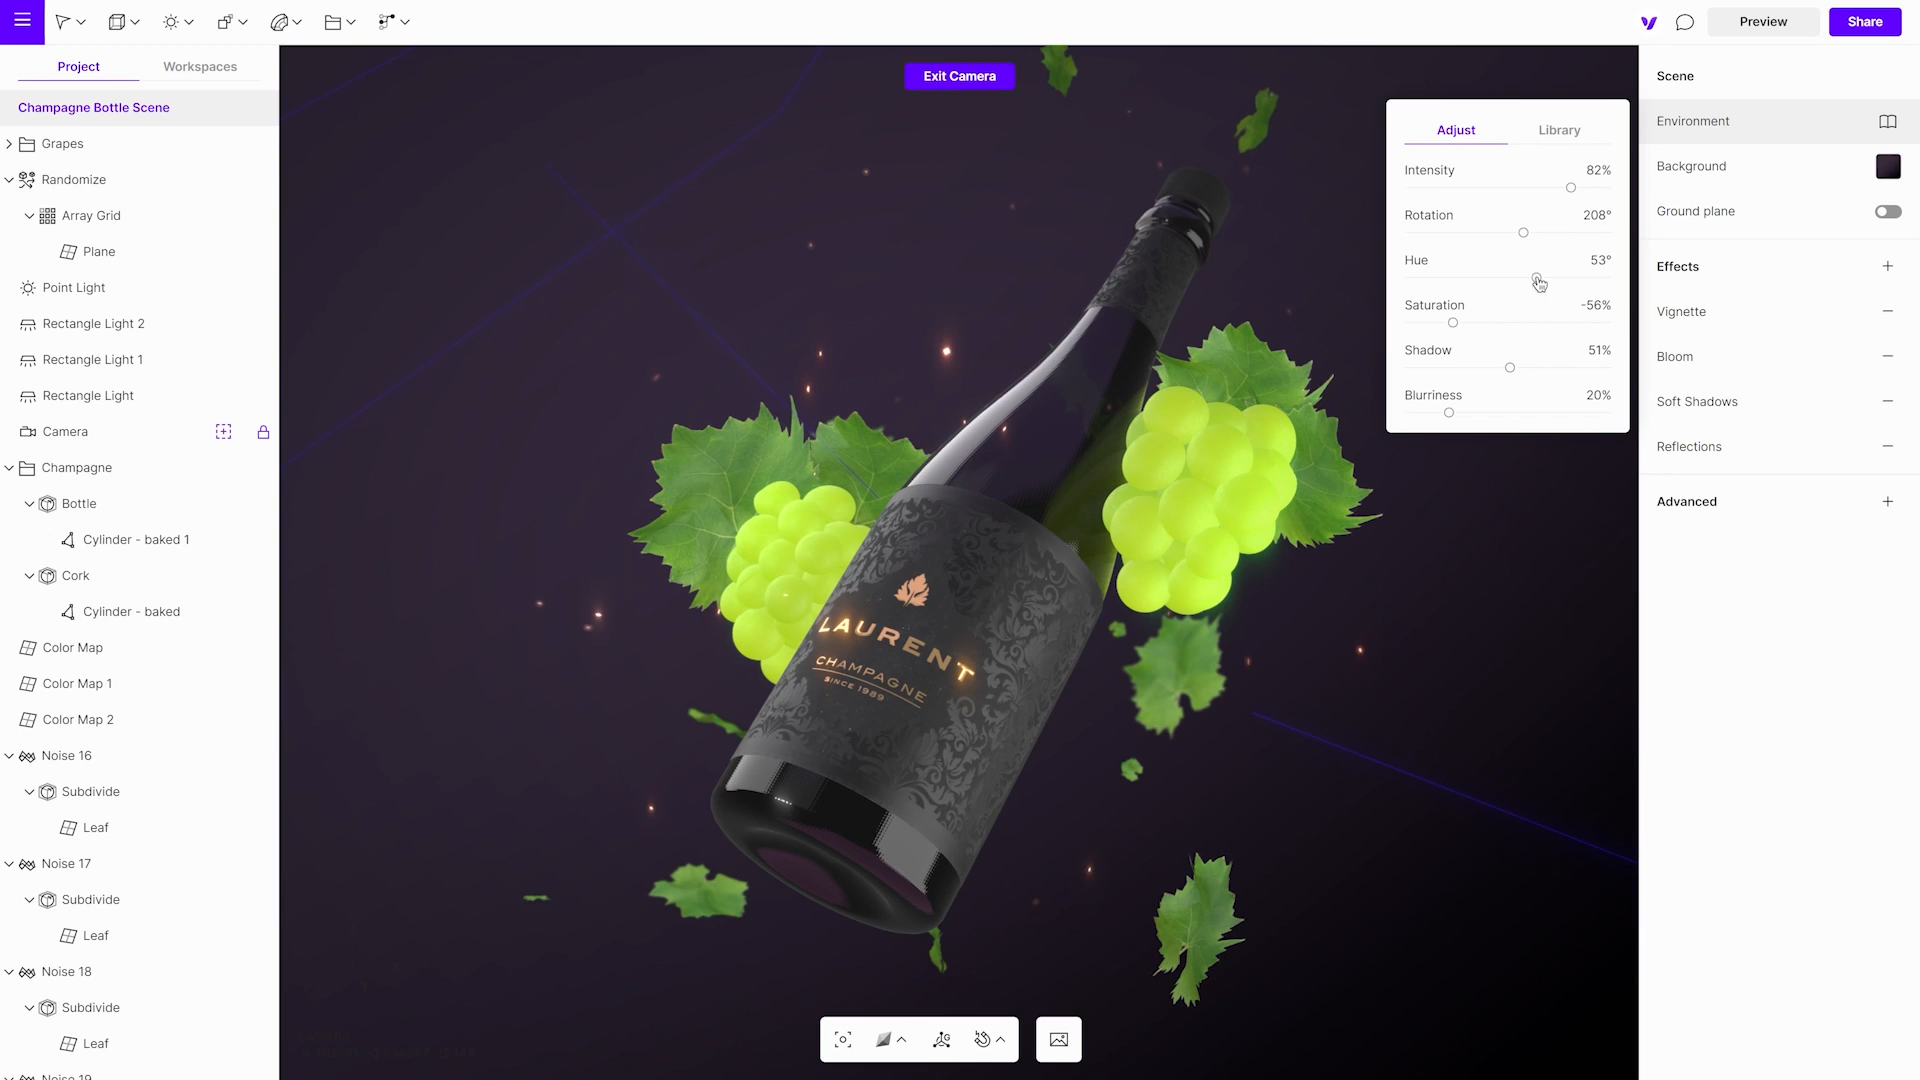 Preview
Share
Project
Workspaces
Champagne Bottle Scene
Grapes
Randomize
Array Grid
Plane
Point Light
Rectangle Light 2
Rectangle Light 1
Rectangle Light
Camera
Champagne
Bottle
Cylinder - baked 1
Cork
Cylinder - baked
Color Map
Color Map 1
Color Map 2
Noise 16
Subdivide
Leaf
Noise 17
Subdivide
Leaf
Noise 18
Subdivide
Leaf
Noise 19
Exit Camera
LAURENT
CHAMPAGNE
SINCE 1989
Adjust
Library
Intensity 82%
Rotation 208°
Hue 53°
Saturation -56%
Shadow 51%
Blurriness 20%
Scene
Environment
Background
Ground plane
Effects
Vignette
Bloom
Soft Shadows
Reflections
Advanced